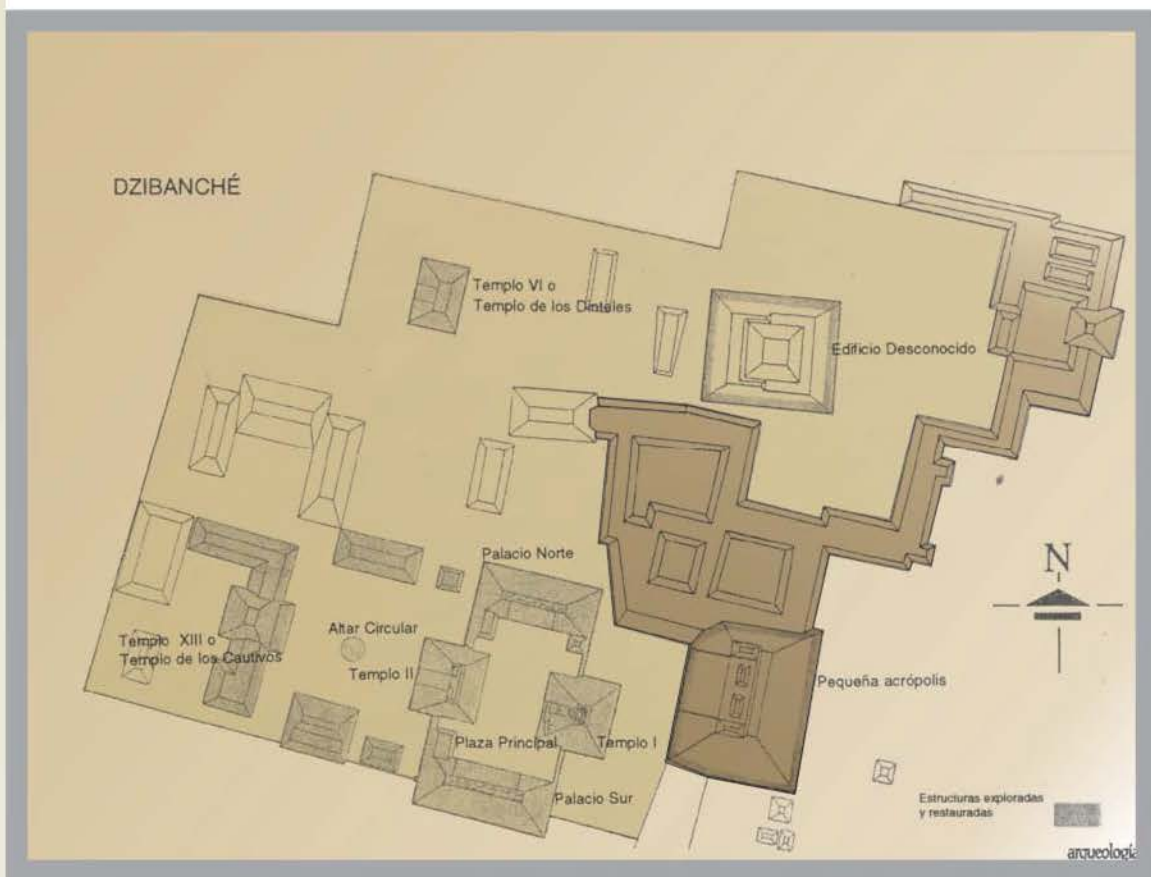 DZIBANCHÉ
Templo VI o
Templo de los Dinteles
Edificio Desconocido
Palacio Norte
N
Altar Circular
Templo XIII o
Templo de los Cautivos
Templo II
Pequeña acrópolis
Plaza Principal
Templo I
Palacio Sur
Estructuras exploradas
y restauradas
arqueología